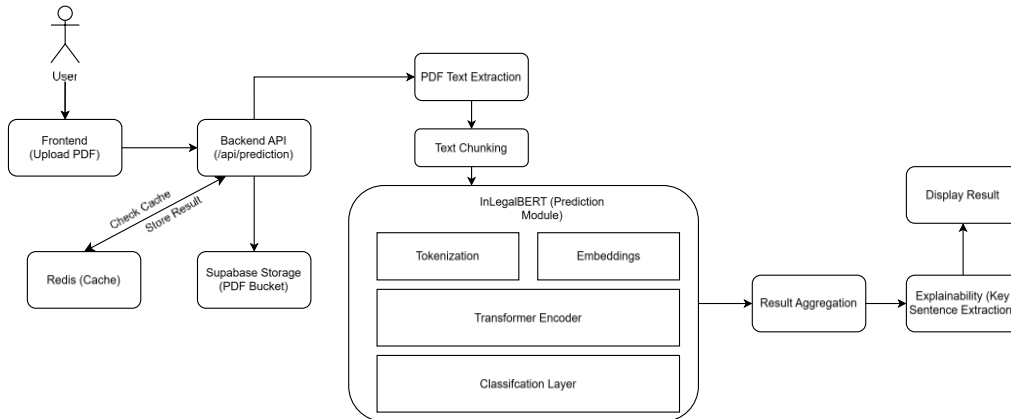 User
Frontend
(Upload PDF)
Backend API
(/api/prediction)
Check Cache
Store Result
Redis (Cache)
Supabase Storage
(PDF Bucket)
PDF Text Extraction
Text Chunking
InLegalBERT (Prediction
Module)
Tokenization
Embeddings
Transformer Encoder
Classifcation Layer
Result Aggregation
Explainability (Key
Sentence Extraction
Display Result